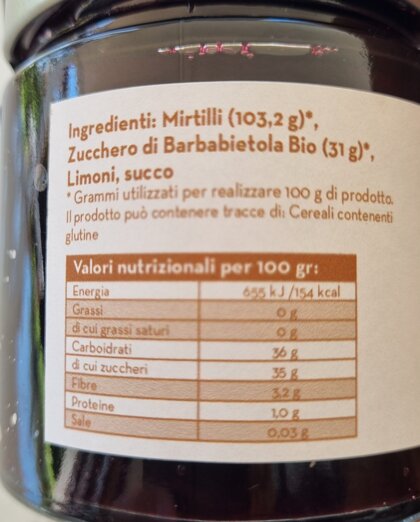 Ingredienti: Mirtilli (103,2 g)*,
Zucchero di Barbabietola Bio (31 g)*,
Limoni, succo
* Grammi utilizzati per realizzare 100 g di prodotto.
Il prodotto può contenere tracce di: Cereali contenenti
glutine
Valori nutrizionali per 100 gr:
Energia 655 kJ /154 kcal
Grassi 0 g
di cui grassi saturi 0 g
Carboidrati 36 g
di cui zuccheri 35 g
Fibre 3,2 g
Proteine 1,0 g
Sale 0,03 g